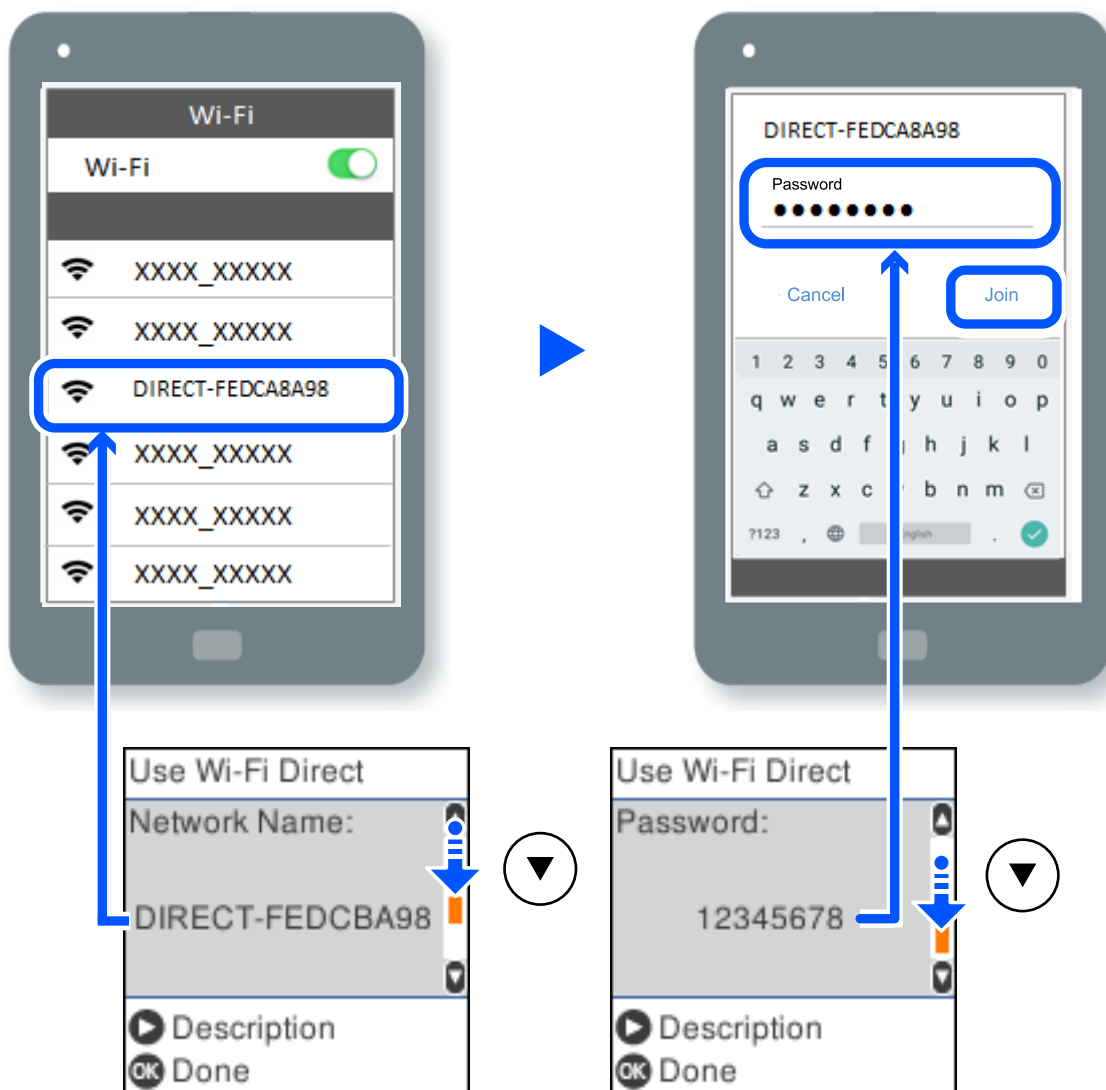 Wi-Fi
Wi-Fi
XXXX_XXXXX
XXXX_XXXXX
DIRECT-FEDCA8A98
XXXX_XXXXX
XXXX_XXXXX
XXXX_XXXXX
DIRECT-FEDCA8A98
Password
Cancel
Join
1 2 3 4 5 6 7 8 9 0
q w e r t y u i o p
a s d f j h j k l
z x c b n m
?123 , .
Use Wi-Fi Direct
Network Name:
DIRECT-FEDCBA98
Description
OK Done
Use Wi-Fi Direct
Password:
12345678
Description
OK Done